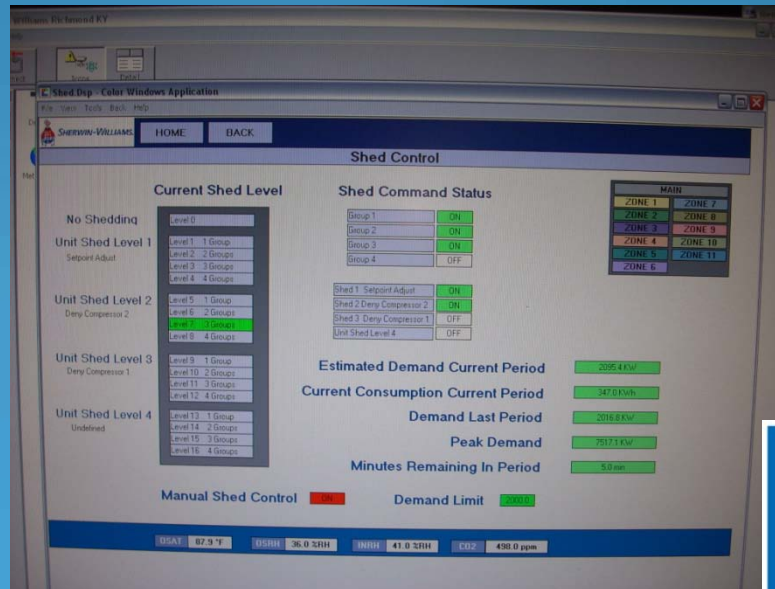 Williams Richmond KY
Shed.Dsp - Color Windows Application
View Tools Back Help
SHERWIN-WILLIAMS. HOME BACK
Shed Control
Current Shed Level
No Shedding
Level 0
Unit Shed Level 1
Setpoint Adjust
Level 1 1 Group
Level 2 2 Groups
Level 3 3 Groups
Level 4 4 Groups
Unit Shed Level 2
Deny Compressor 2
Level 5 1 Group
Level 6 2 Groups
Level 7 3 Groups
Level 8 4 Groups
Unit Shed Level 3
Deny Compressor 1
Level 9 1 Group
Level 10 2 Groups
Level 11 3 Groups
Level 12 4 Groups
Unit Shed Level 4
Undefined
Level 13 1 Group
Level 14 2 Groups
Level 15 3 Groups
Level 16 4 Groups
Shed Command Status
Group 1 ON
Group 2 ON
Group 3 ON
Group 4 OFF
Shed 1 Setpoint Adjust ON
Shed 2 Deny Compressor 2 ON
Shed 3 Deny Compressor 1 OFF
Unit Shed Level 4 OFF
MAIN
ZONE 1 ZONE 7
ZONE 2 ZONE 8
ZONE 3 ZONE 9
ZONE 4 ZONE 10
ZONE 5 ZONE 11
ZONE 6
Estimated Demand Current Period 2095.4 KW
Current Consumption Current Period 347.0 KWh
Demand Last Period 2016.8 KW
Peak Demand 7517.1 KW
Minutes Remaining In Period 5.0 min
Manual Shed Control ON Demand Limit 2000.0
OSAT 87.9 °F OSRH 36.0 %RH INRH 41.0 %RH CO2 498.0 ppm